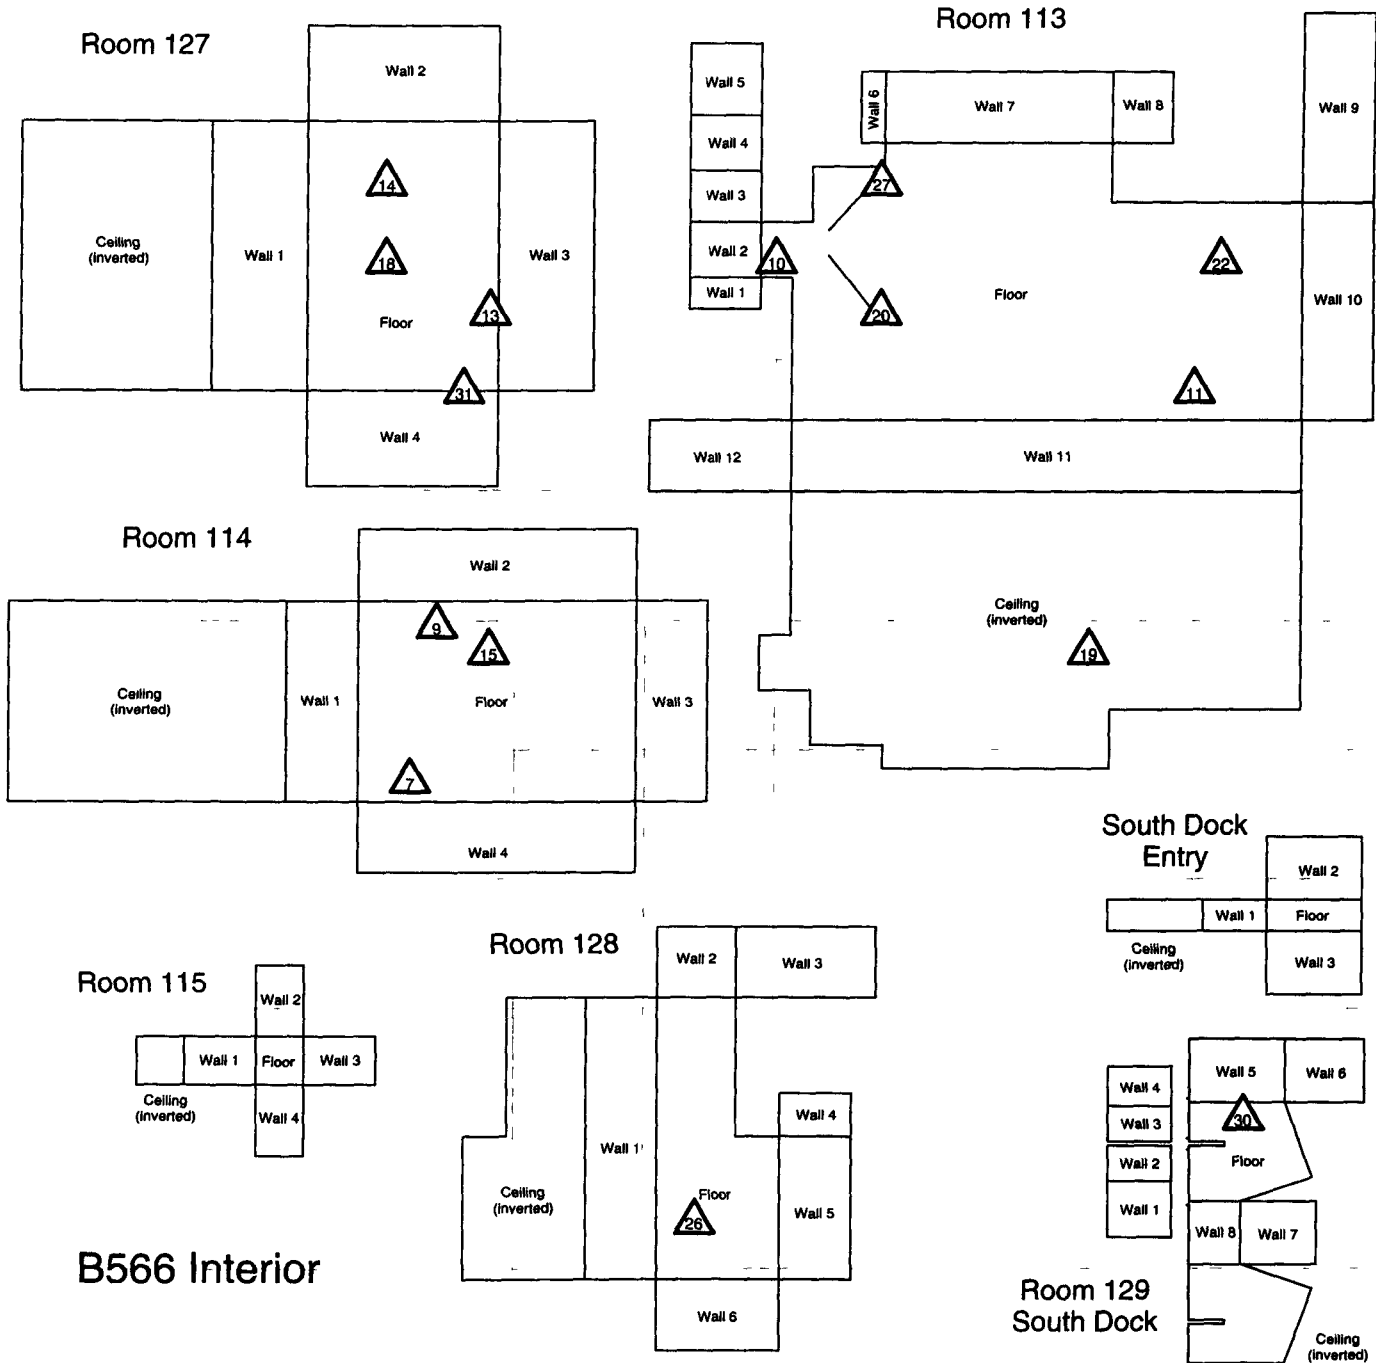 Room 127
Wall 2
14
Ceiling
(inverted)
Wall 1
18
Wall 3
13
Floor
31
Wall 4
Room 113
Wall 5
Wall 4
Wall 3
Wall 2
Wall 1
Wall 6
Wall 7
Wall 8
Wall 9
27
10
22
20
Floor
Wall 10
11
Wall 12
Wall 11
Ceiling
(inverted)
19
Room 114
Wall 2
9
15
Ceiling
(inverted)
Wall 1
Floor
Wall 3
7
Wall 4
South Dock
Entry
Wall 2
Wall 1
Floor
Ceiling
(inverted)
Wall 3
Room 115
Wall 2
Wall 1
Floor
Wall 3
Ceiling
(inverted)
Wall 4
Room 128
Wall 2
Wall 3
Wall 4
Wall 1
Ceiling
(inverted)
Floor
26
Wall 5
Wall 6
Wall 5
Wall 6
Wall 4
Wall 3
30
Wall 2
Floor
Wall 1
Wall 8
Wall 7
Room 129
South Dock
Ceiling
(inverted)
B566 Interior